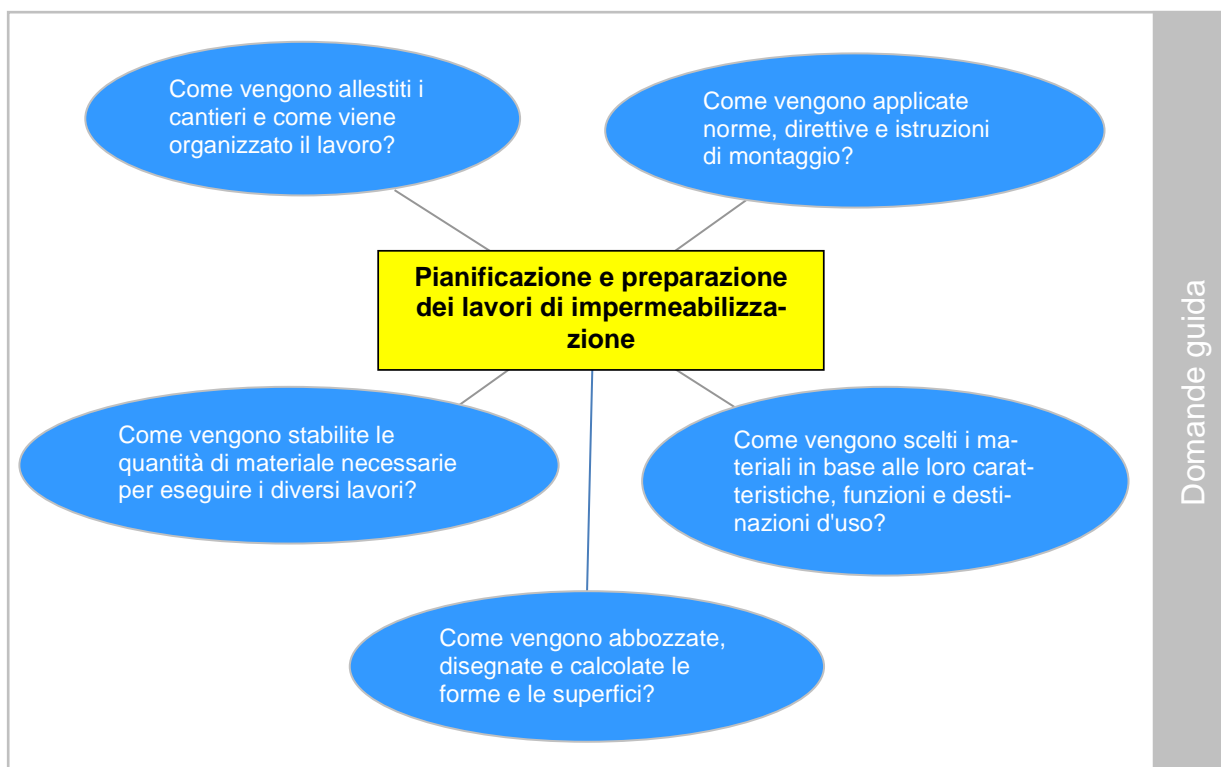 Come vengono allestiti i
cantieri e come viene
organizzato il lavoro?
Come vengono applicate
norme, direttive e istruzioni
di montaggio?
Pianificazione e preparazione
dei lavori di impermeabilizza-
zione
Come vengono stabilite le
quantità di materiale necessarie
per eseguire i diversi lavori?
Come vengono scelti i ma-
teriali in base alle loro carat-
teristiche, funzioni e desti-
nazioni d'uso?
Come vengono abbozzate,
disegnate e calcolate le
forme e le superfici?
Domande guida